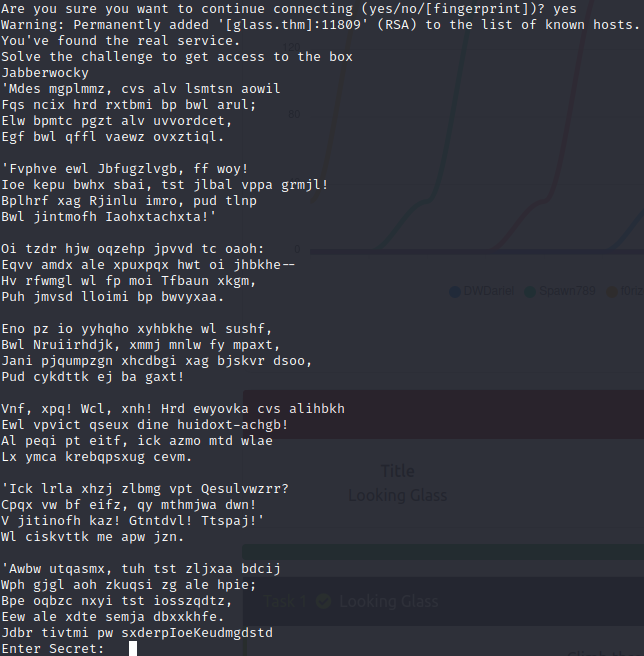 Are you sure you want to continue connecting (yes/no/[fingerprint])? yes
Warning: Permanently added '[glass.thm]:11809' (RSA) to the list of known hosts.
You've found the real service.
Solve the challenge to get access to the box
Jabberwocky
'Mdes mgplmmz, cvs alv lsmtsn aowil
Fqs ncix hrd rxtbmi bp bwl arul;
Elw bpmtc pgzt alv uvvordcet,
Egf bwl qffl vaewz ovxztiql.
'Fvphve ewl Jbfugzlvgb, ff woy!
Ioe kepu bwhx sbai, tst jlbal vppa grmjl!
Bplhrf xag Rjinlu imro, pud tlnp
Bwl jintmofh Iaohxtachxta!'
Oi tzdr hjw oqzehp jpvvd tc oaoh:
Eqvv amdx ale xpuxpqx hwt oi jhbkhe--
Hv rfwmgl wl fp moi Tfbaun xkgm,
Puh jmvsd lloimi bp bwvyxaa.
Eno pz io yyhqho xyhbkhe wl sushf,
Bwl Nruiirhdjk, xmmj mnlw fy mpaxt,
Jani pjqumpzgn xhcdbgi xag bjskvr dsoo,
Pud cykdttk ej ba gaxt!
Vnf, xpq! Wcl, xnh! Hrd ewyovka cvs alihbkh
Ewl vpvict qseux dine huidoxt-achgb!
Al peqi pt eitf, ick azmo mtd wlae
Lx ymca krebqpsxug cevm.
'Ick lrla xhzj zlbmg vpt Qesulvwzrr?
Cpqx vw bf eifz, qy mthmjwa dwn!
V jitinofh kaz! Gtntdvl! Ttspaj!'
Wl ciskvttk me apw jzn.
'Awbw utqasmx, tuh tst zljxaa bdcij
Wph gjgl aoh zkuqsi zg ale hpie;
Bpe oqbzc nxyi tst iosszqdtz,
Eew ale xdte semja dbxxkhfe.
Jdbr tivtmi pw sxderpIoeKeudmgdstd
Enter Secret:
Title
Looking Glass
Task 1 Looking Glass